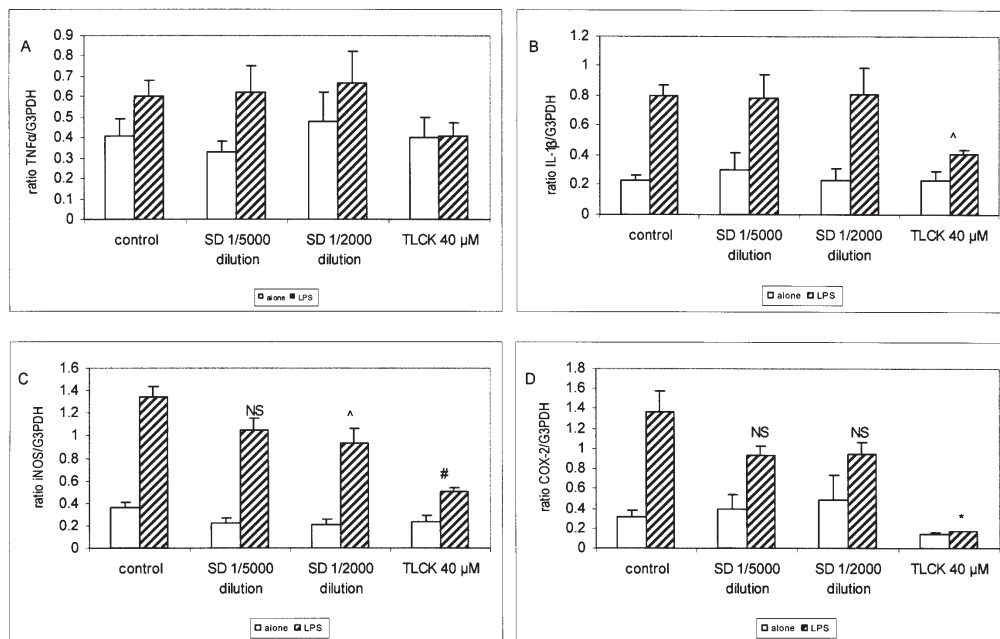 A
ratio TNFα/G3PDH
0.9
0.8
0.7
0.6
0.5
0.4
0.3
0.2
0.1
0
control
SD 1/5000 dilution
SD 1/2000 dilution
TLCK 40 µM
alone LPS
B
ratio IL-1β/G3PDH
1.2
1
0.8
0.6
0.4
0.2
0
^
control
SD 1/5000 dilution
SD 1/2000 dilution
TLCK 40 µM
alone LPS
C
ratio iNOS/G3PDH
1.6
1.4
1.2
1
0.8
0.6
0.4
0.2
0
NS
^
#
control
SD 1/5000 dilution
SD 1/2000 dilution
TLCK 40 µM
alone LPS
D
ratio COX-2/G3PDH
1.8
1.6
1.4
1.2
1
0.8
0.6
0.4
0.2
0
NS
NS
*
control
SD 1/5000 dilution
SD 1/2000 dilution
TLCK 40 µM
alone LPS